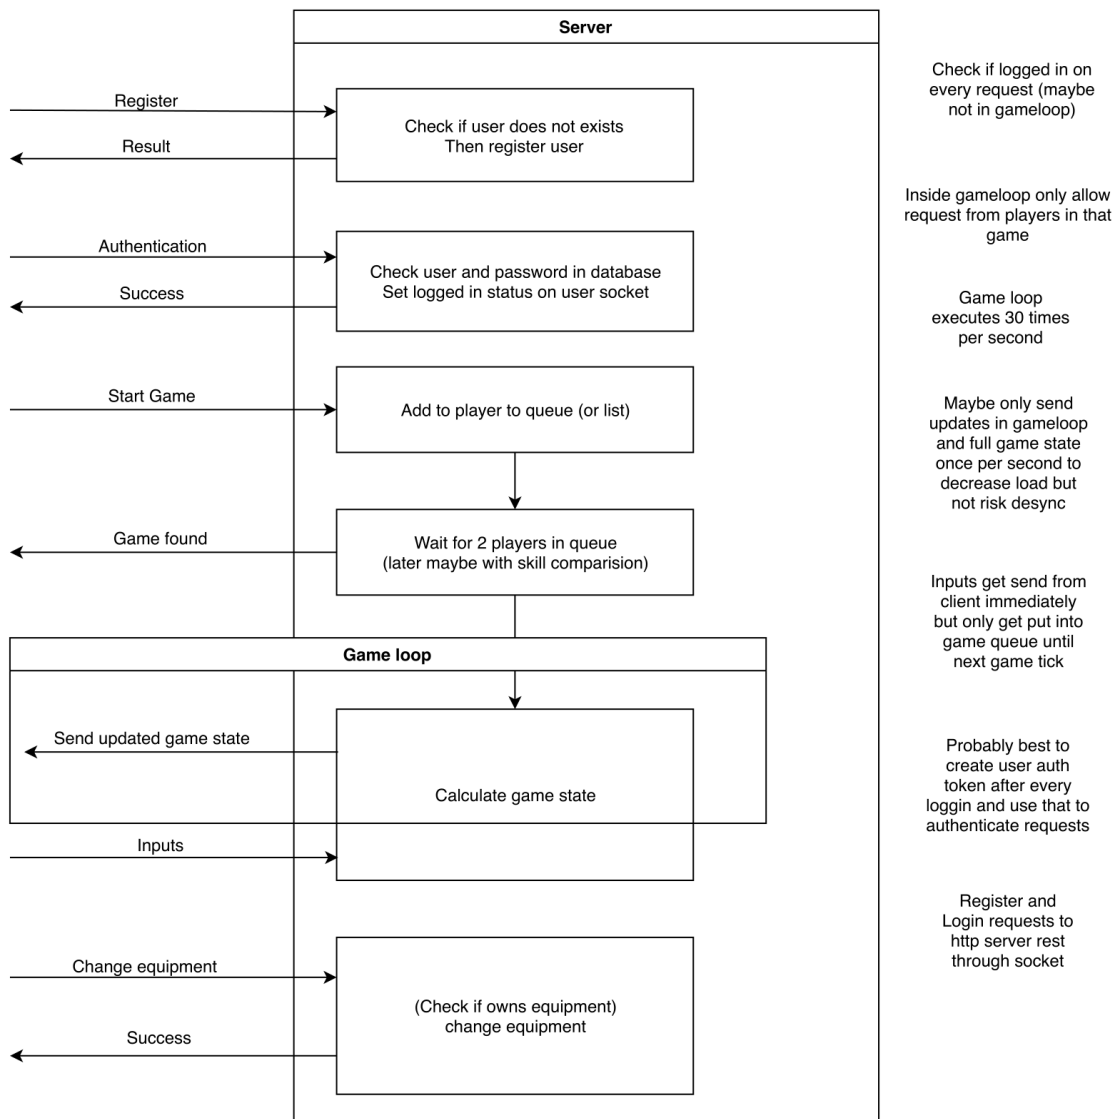 Server
Register
Result
Check if user does not exists
Then register user
Authentication
Success
Check user and password in database
Set logged in status on user socket
Start Game
Add to player to queue (or list)
Game found
Wait for 2 players in queue
(later maybe with skill comparision)
Game loop
Send updated game state
Calculate game state
Inputs
Change equipment
Success
(Check if owns equipment)
change equipment
Check if logged in on
every request (maybe
not in gameloop)
Inside gameloop only allow
request from players in that
game
Game loop
executes 30 times
per second
Maybe only send
updates in gameloop
and full game state
once per second to
decrease load but
not risk desync
Inputs get send from
client immediately
but only get put into
game queue until
next game tick
Probably best to
create user auth
token after every
loggin and use that to
authenticate requests
Register and
Login requests to
http server rest
through socket